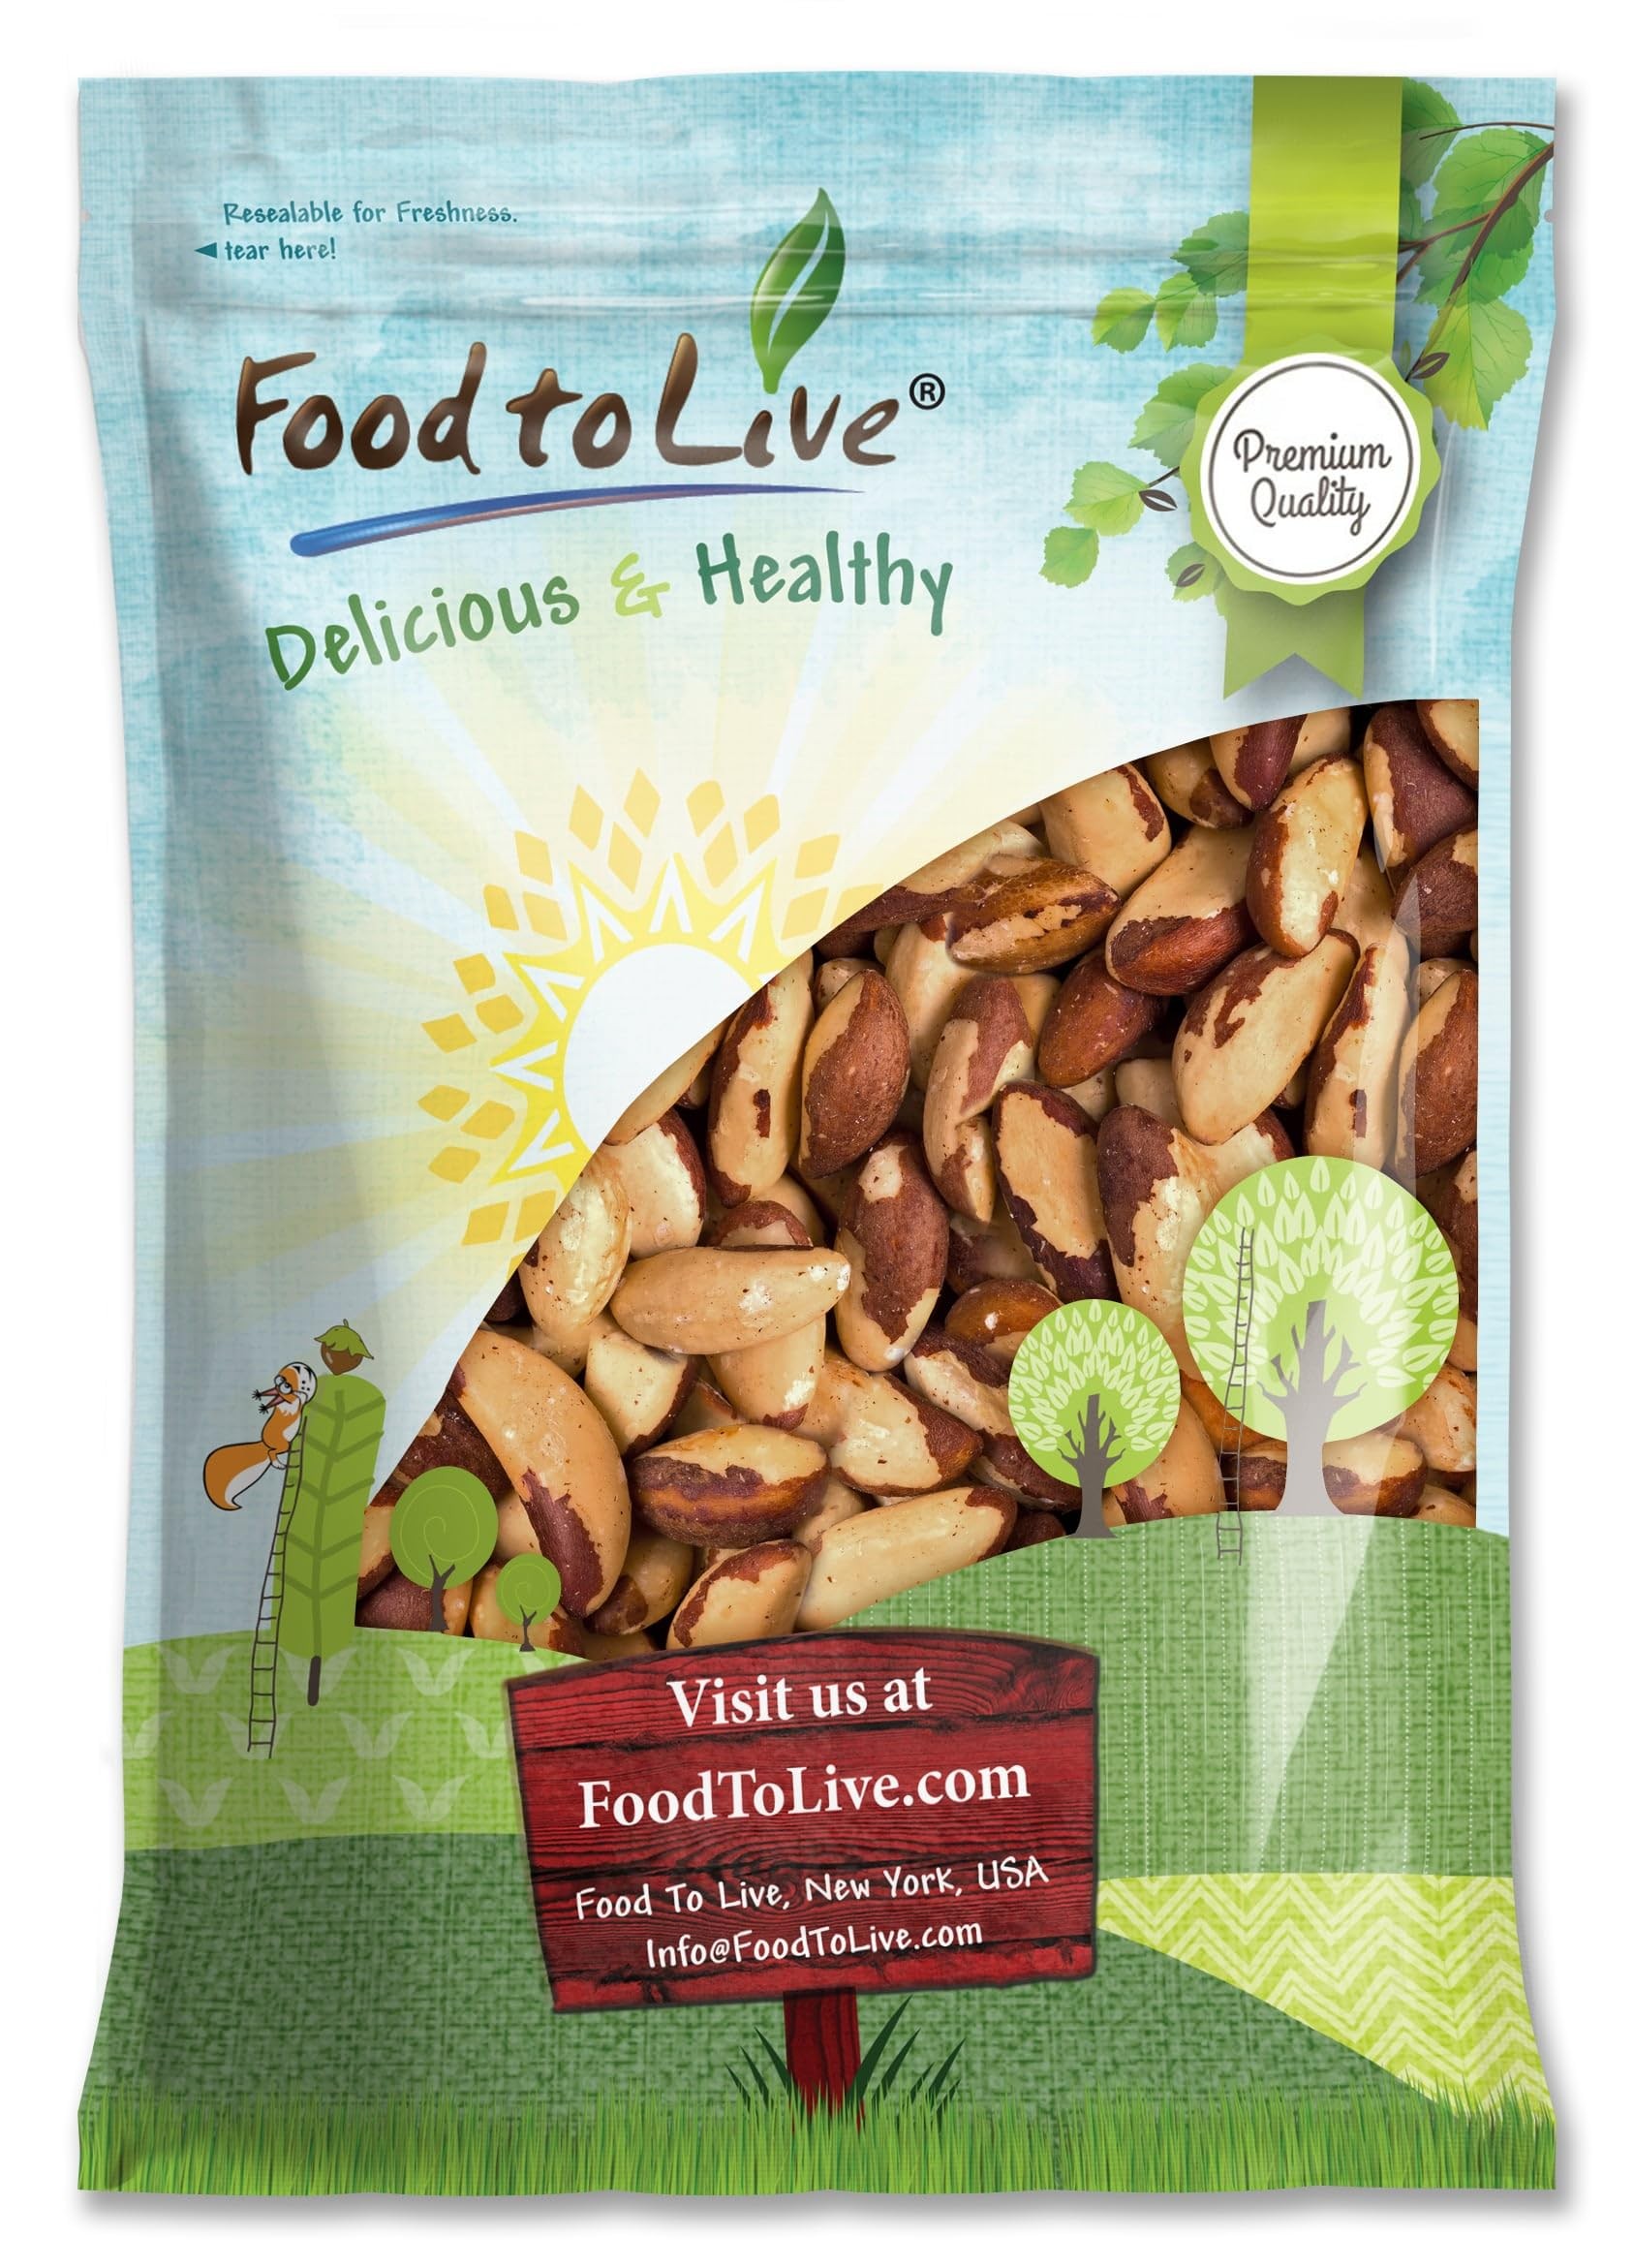 Resealable for Freshness.
tear here!
Food to Live®
Delicious & Healthy
Premium
Quality
Visit us at
FoodToLive.com
Food To Live, New York, USA
Info@FoodToLive.com